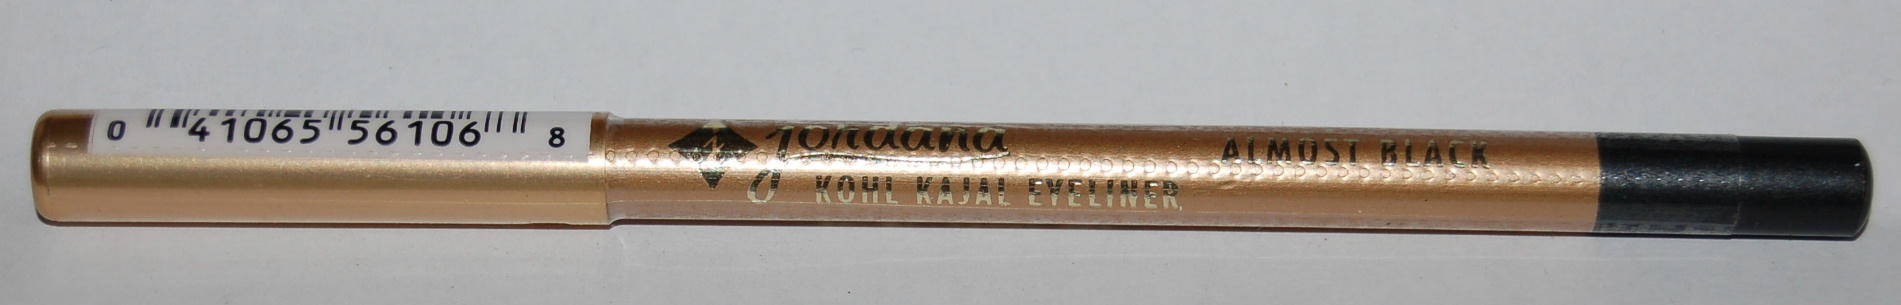 0 41065 56106 8
Jordana
KOHL KAJAL EYELINER
ALMOST BLACK